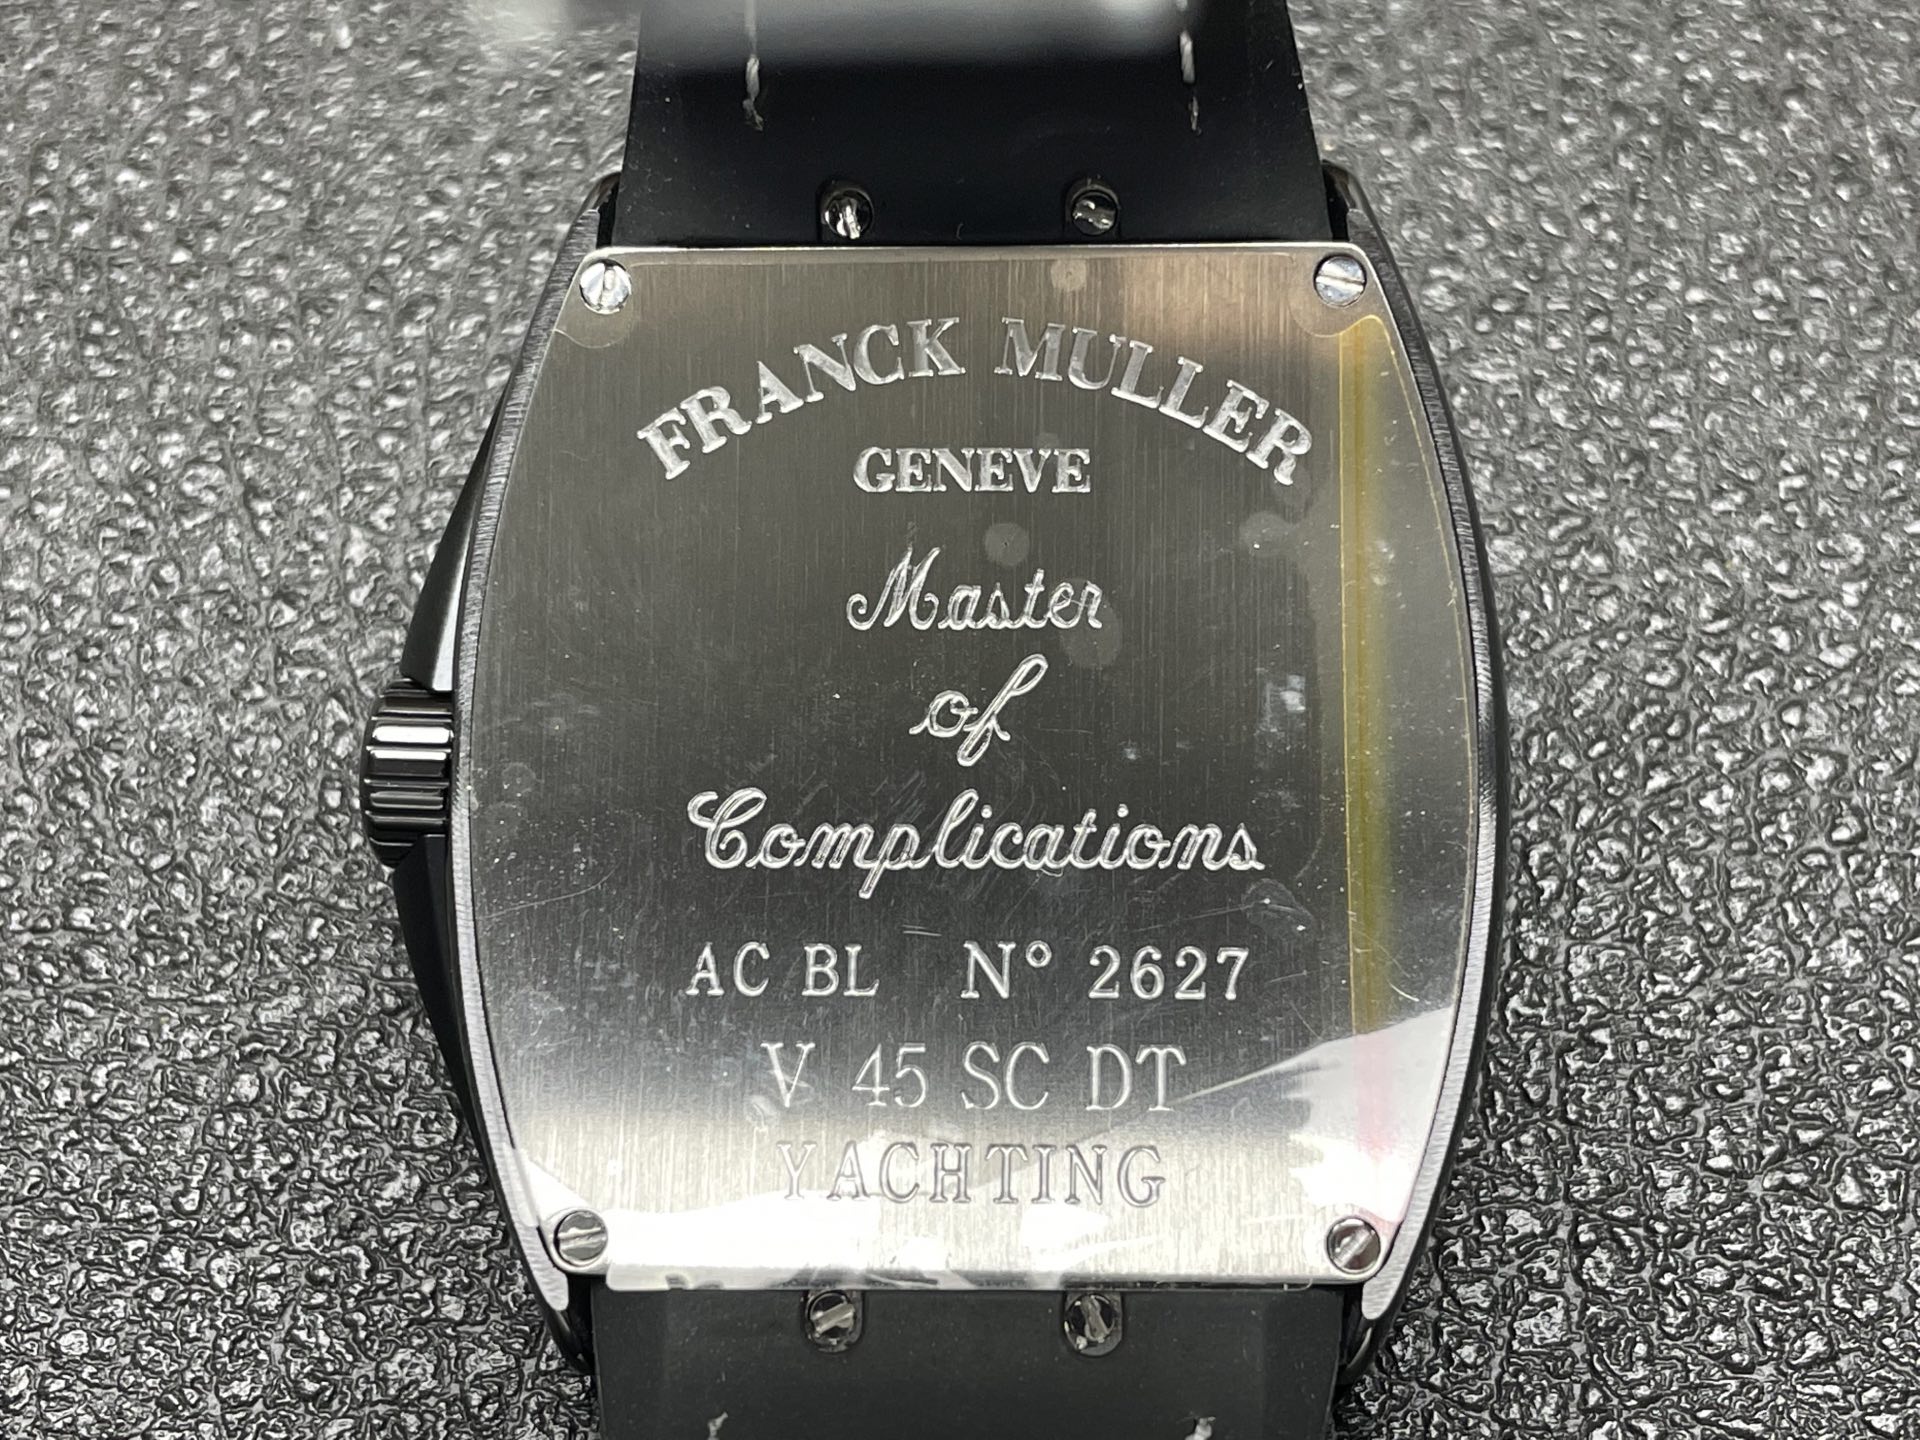 FRANCK MULLER
GENEVE
Master
of
Complications
AC BL N° 2627
V 45 SC DT
YACHTING